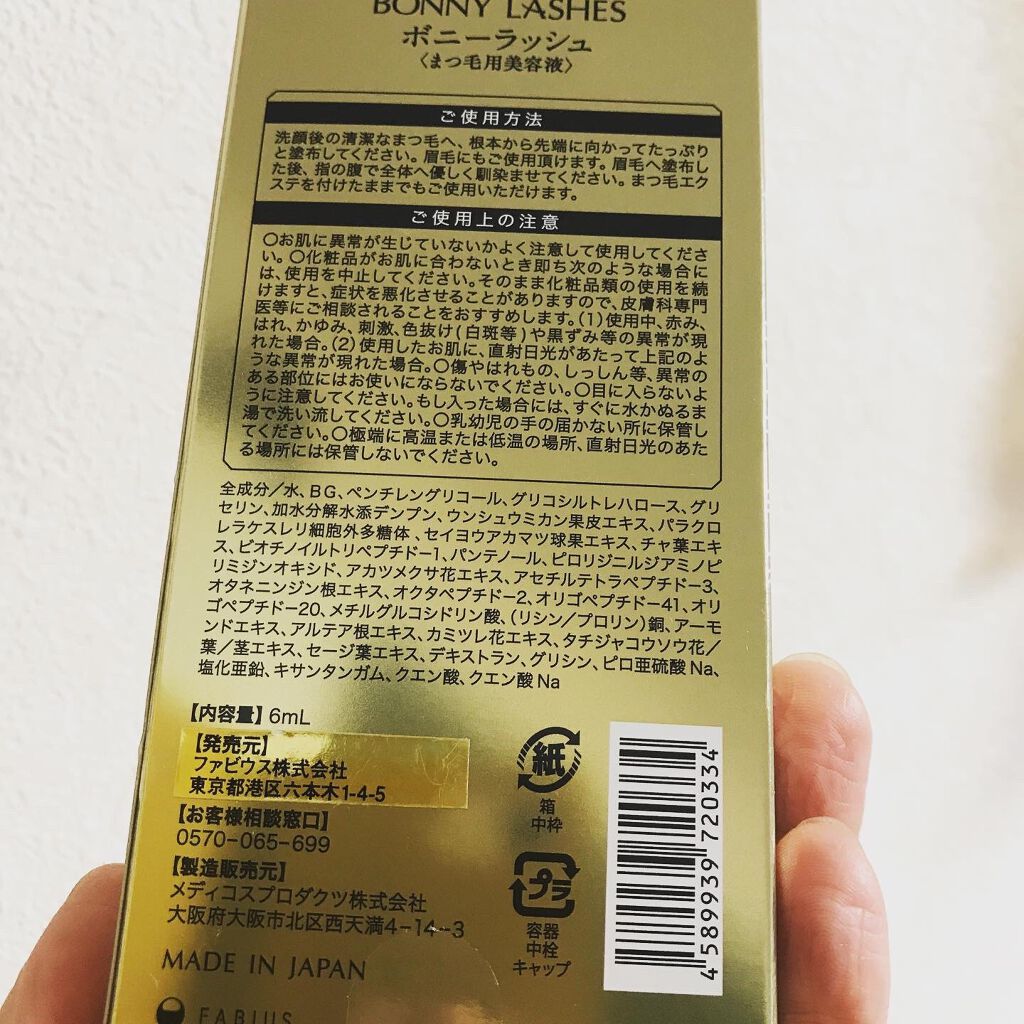 BONNY LASHES
ボニーラッシュ
〈まつ毛用美容液〉
ご使用方法
洗顔後の清潔なまつ毛へ、根本から先端に向かってたっぷり
と塗布してください。眉毛にもご使用頂けます。眉毛へ塗布し
た後、指の腹で全体へ優しく馴染ませてください。まつ毛エク
ステを付けたままでもご使用いただけます。
ご使用上の注意
〇お肌に異常が生じていないかよく注意して使用してくださ
い。〇化粧品がお肌に合わないとき即ち次のような場合に
は、使用を中止してください。そのまま化粧品類の使用を続
けますと、症状を悪化させることがありますので、皮膚科専門
医等にご相談されることをおすすめします。(1)使用中、赤み、
はれ、かゆみ、刺激、色抜け(白斑等)や黒ずみ等の異常が現
れた場合。(2)使用したお肌に、直射日光があたって上記のよ
うな異常が現れた場合。〇傷やはれもの、しっしん等、異常の
ある部位にはお使いにならないでください。〇目に入らないよ
うに注意してください。もし入った場合には、すぐに水かぬるま
湯で洗い流してください。〇乳幼児の手の届かない所に保管し
てください。〇極端に高温または低温の場所、直射日光のあた
る場所には保管しないでください。
全成分/水、BG、ペンチレングリコール、グリコシルトレハロース、グリ
セリン、加水分解水添デンプン、ウンシュウミカン果皮エキス、パラクロ
レラケスレリ細胞外多糖体、セイヨウアカマツ球果エキス、チャ葉エキ
ス、ビオチノイルトリペプチド-1、パンテノール、ピロリジニルジアミノピ
リミジンオキシド、アカツメクサ花エキス、アセチルテトラペプチド-3、
オタネニンジン根エキス、オクタペプチド-2、オリゴペプチド-41、オリ
ゴペプチド-20、メチルグルコシドリン酸、(リシン/プロリン)銅、アーモ
ンドエキス、アルテア根エキス、カミツレ花エキス、タチジャコウソウ花/
葉/茎エキス、セージ葉エキス、デキストラン、グリシン、ピロ亜硫酸Na、
塩化亜鉛、キサンタンガム、クエン酸、クエン酸Na
【内容量】6mL
【発売元】
ファビウス株式会社
東京都港区六本木1-4-5
【お客様相談窓口】
0570-065-699
【製造販売元】
メディコスプロダクツ株式会社
大阪府大阪市北区西天満4-14-3
MADE IN JAPAN
FABIUS
紙
箱
中枠
プラ
容器
中栓
キャップ
4 589939 720334